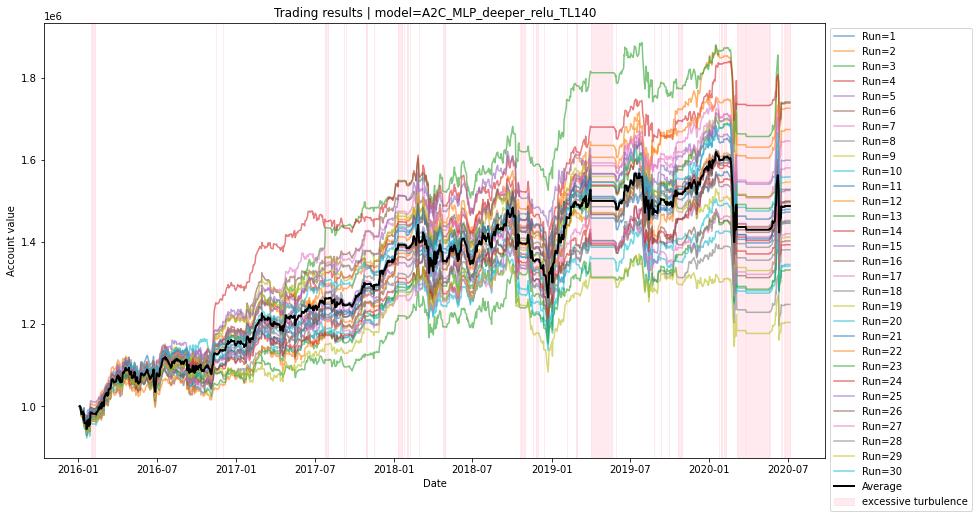 Trading results | model=A2C_MLP_deeper_relu_TL140
1e6
1.8
1.6
1.4
1.2
1.0
Account value
2016-01 2016-07 2017-01 2017-07 2018-01 2018-07 2019-01 2019-07 2020-01 2020-07
Date
Run=1
Run=2
Run=3
Run=4
Run=5
Run=6
Run=7
Run=8
Run=9
Run=10
Run=11
Run=12
Run=13
Run=14
Run=15
Run=16
Run=17
Run=18
Run=19
Run=20
Run=21
Run=22
Run=23
Run=24
Run=25
Run=26
Run=27
Run=28
Run=29
Run=30
Average
excessive turbulence